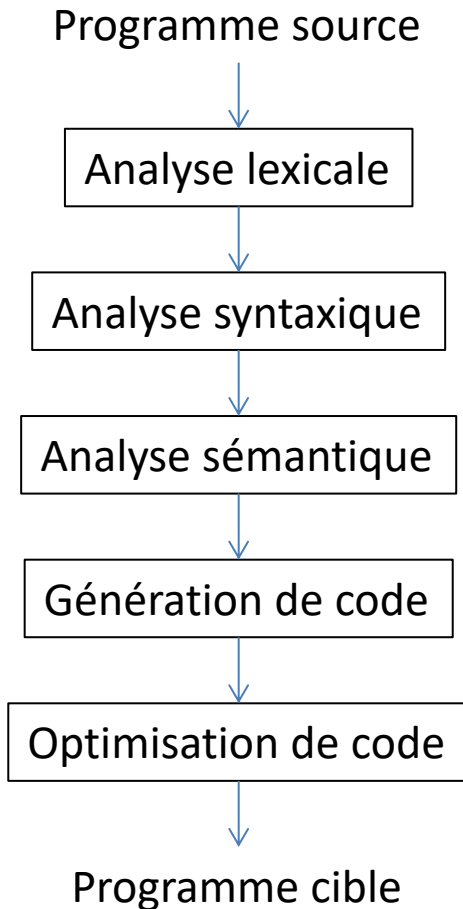 Programme source
Analyse lexicale
Analyse syntaxique
Analyse sémantique
Génération de code
Optimisation de code
Programme cible